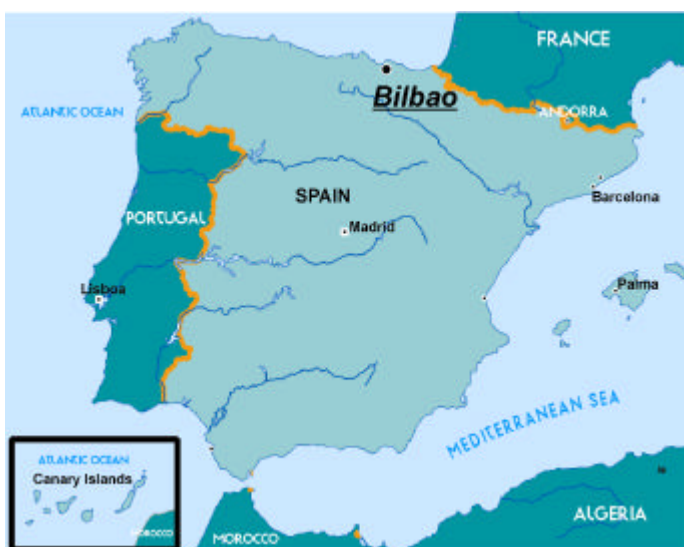 FRANCE
Bilbao
ATLANTIC OCEAN
ANDORRA
SPAIN
Barcelona
PORTUGAL
Madrid
Lisboa
Palma
MEDITERRANEAN SEA
ATLANTIC OCEAN
Canary Islands
MOROCCO
MOROCCO
ALGERIA